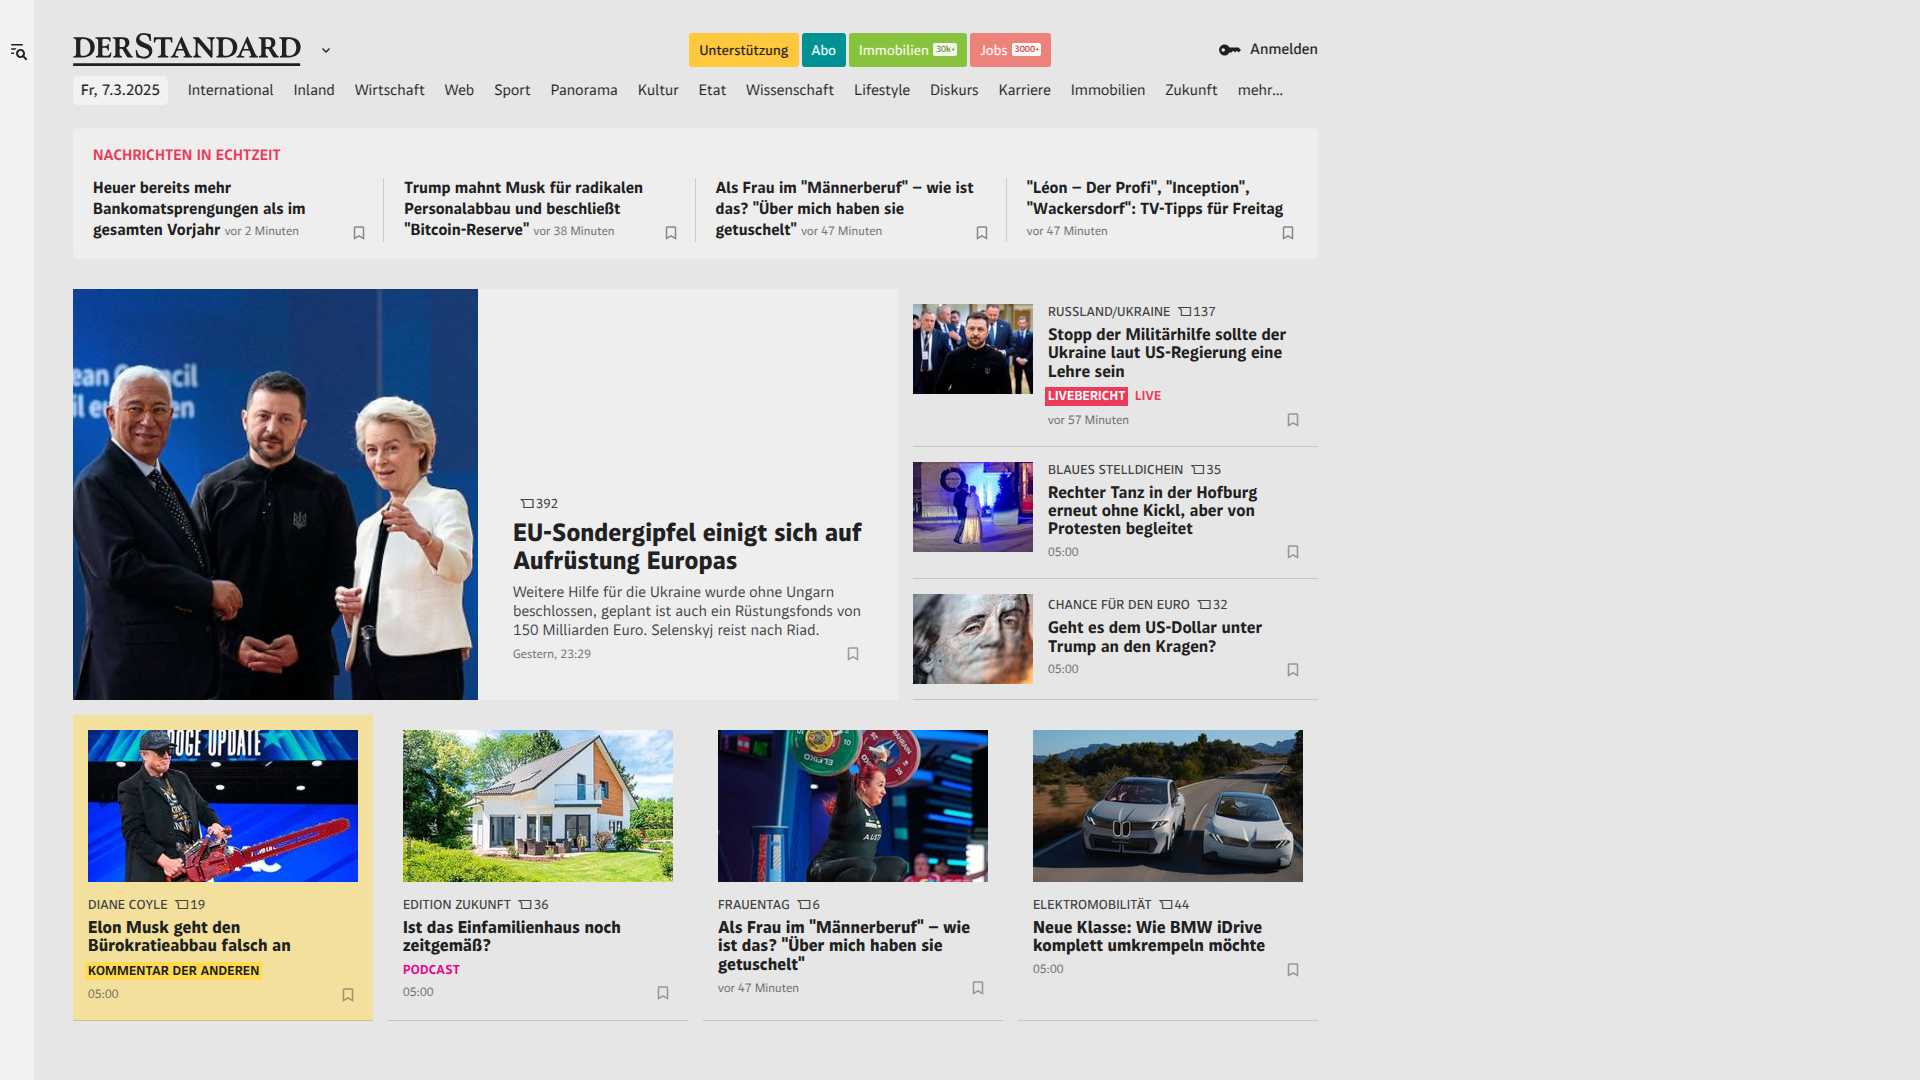 DERSTANDARD
Unterstützung
Abo
Immobilien 30k+
Jobs 3000+
Anmelden
Fr, 7.3.2025
International
Inland
Wirtschaft
Web
Sport
Panorama
Kultur
Etat
Wissenschaft
Lifestyle
Diskurs
Karriere
Immobilien
Zukunft
mehr...
NACHRICHTEN IN ECHTZEIT
Heuer bereits mehr
Bankomatsprengungen als im
gesamten Vorjahr vor 2 Minuten
Trump mahnt Musk für radikalen
Personalabbau und beschließt
"Bitcoin-Reserve" vor 38 Minuten
Als Frau im "Männerberuf" – wie ist
das? "Über mich haben sie
getuschelt" vor 47 Minuten
"Léon – Der Profi", "Inception",
"Wackersdorf": TV-Tipps für Freitag
vor 47 Minuten
392
EU-Sondergipfel einigt sich auf
Aufrüstung Europas
Weitere Hilfe für die Ukraine wurde ohne Ungarn
beschlossen, geplant ist auch ein Rüstungsfonds von
150 Milliarden Euro. Selenskyj reist nach Riad.
Gestern, 23:29
RUSSLAND/UKRAINE 137
Stopp der Militärhilfe sollte der
Ukraine laut US-Regierung eine
Lehre sein
LIVEBERICHT LIVE
vor 57 Minuten
BLAUES STELLDICHEIN 35
Rechter Tanz in der Hofburg
erneut ohne Kickl, aber von
Protesten begleitet
05:00
CHANCE FÜR DEN EURO 32
Geht es dem US-Dollar unter
Trump an den Kragen?
05:00
DIANE COYLE 19
Elon Musk geht den
Bürokratieabbau falsch an
KOMMENTAR DER ANDEREN
05:00
EDITION ZUKUNFT 36
Ist das Einfamilienhaus noch
zeitgemäß?
PODCAST
05:00
FRAUENTAG 6
Als Frau im "Männerberuf" – wie
ist das? "Über mich haben sie
getuschelt"
vor 47 Minuten
ELEKTROMOBILITÄT 44
Neue Klasse: Wie BMW iDrive
komplett umkrempeln möchte
05:00